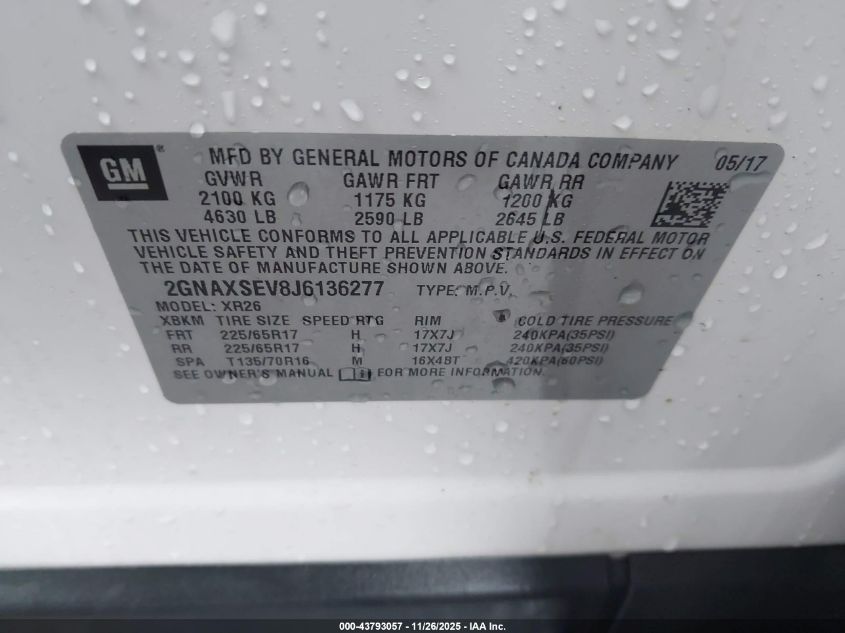 GM® MFD BY GENERAL MOTORS OF CANADA COMPANY 05/17
GVWR GAWR FRT GAWR RR
2100 KG 1175 KG 1200 KG
4630 LB 2590 LB 2645 LB
THIS VEHICLE CONFORMS TO ALL APPLICABLE U.S. FEDERAL MOTOR
VEHICLE SAFETY AND THEFT PREVENTION STANDARDS IN EFFECT ON
THE DATE OF MANUFACTURE SHOWN ABOVE.
2GNAXSEV8J6136277 TYPE: M.P.V.
MODEL: XR26
XBKM TIRE SIZE SPEED RTG RIM COLD TIRE PRESSURE
FRT 225/65R17 H 17X7J 240KPA(35PSI)
RR 225/65R17 H 17X7J 240KPA(35PSI)
SPA T135/70R16 M 16X4BT 420KPA(60PSI)
SEE OWNER'S MANUAL FOR MORE INFORMATION.
000-43793057 - 11/26/2025 - IAA Inc.